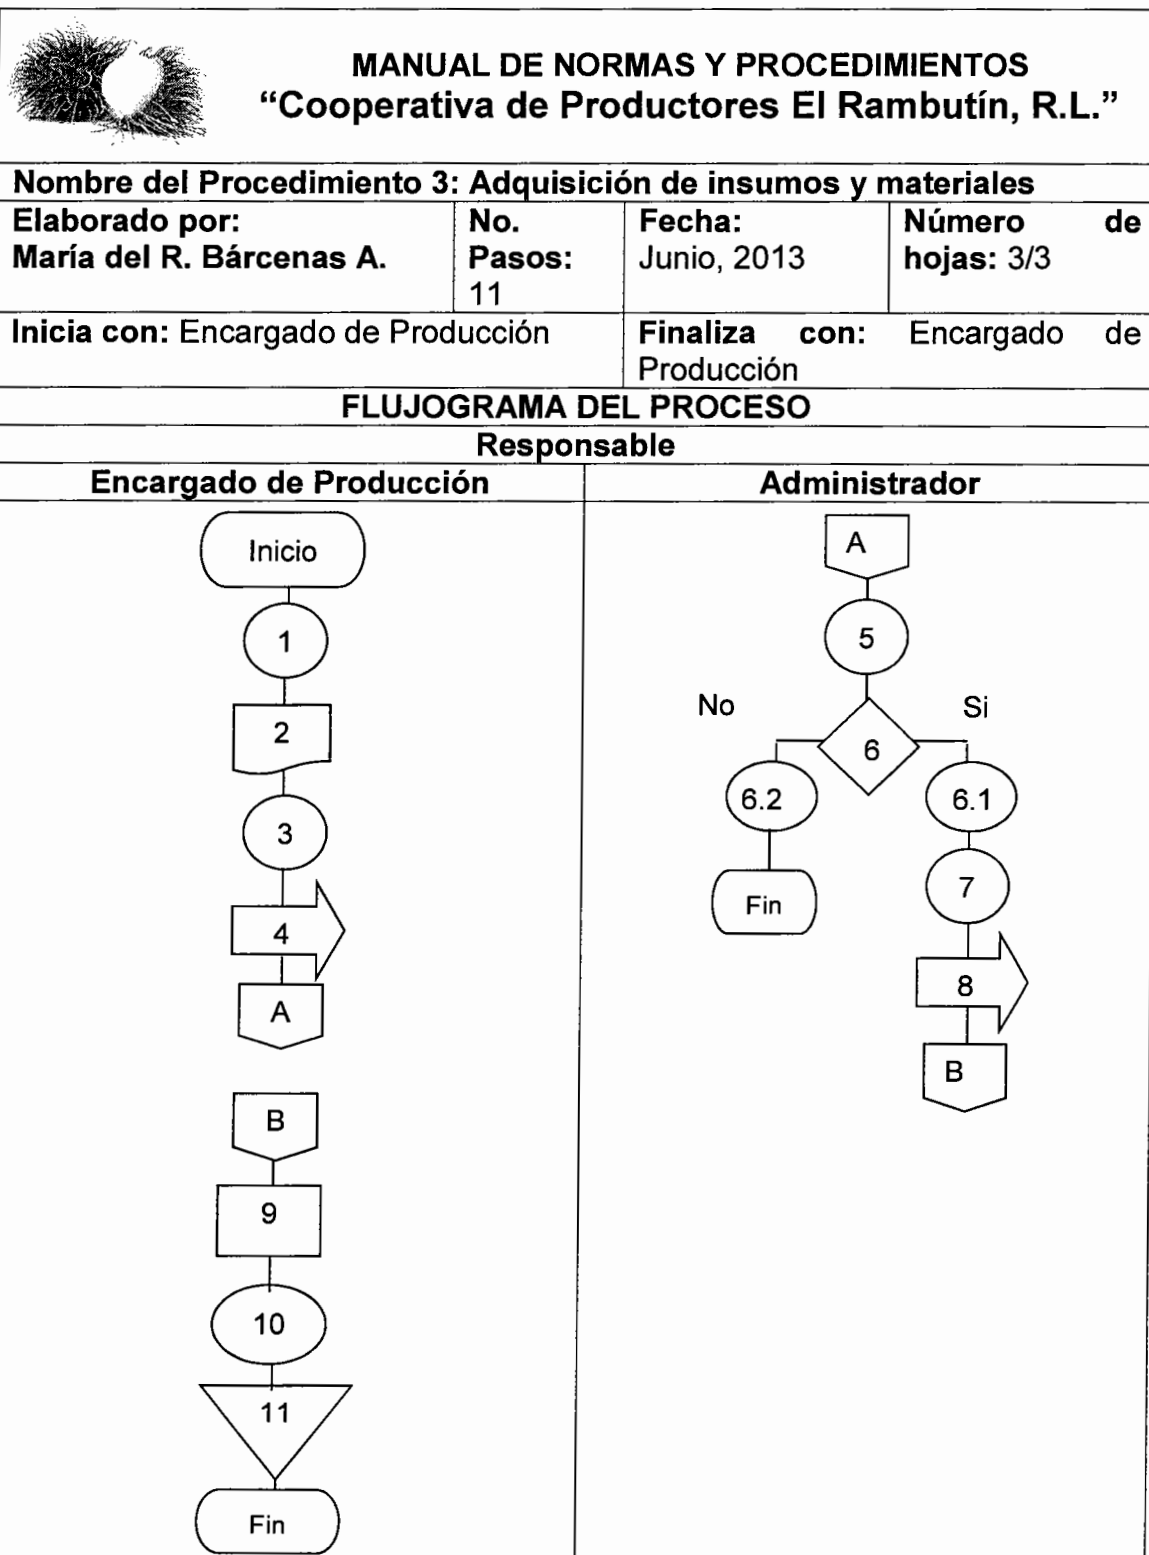 MANUAL DE NORMAS Y PROCEDIMIENTOS
“Cooperativa de Productores El Rambutín, R.L.”
Nombre del Procedimiento 3: Adquisición de insumos y materiales
Elaborado por:
María del R. Bárcenas A.
No.
Pasos:
11
Fecha:
Junio, 2013
Número de
hojas: 3/3
Inicia con: Encargado de Producción
Finaliza con: Encargado de
Producción
FLUJOGRAMA DEL PROCESO
Responsable
Encargado de Producción
Administrador
Inicio
1
2
3
4
A
B
9
10
11
Fin
A
5
No
Si
6
6.2
6.1
Fin
7
8
B